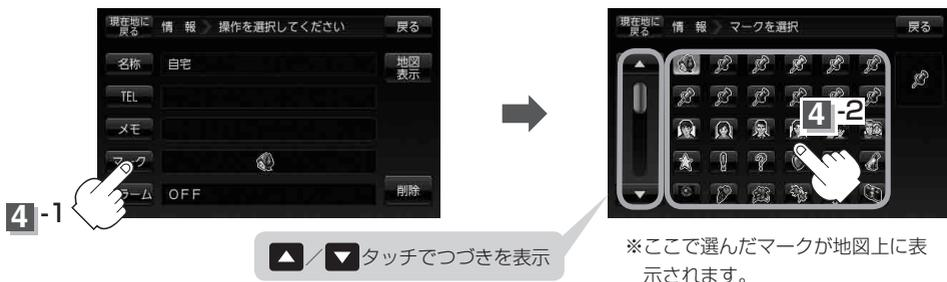 現在地に戻る 情 報 操作を選択してください 戻る
名称 自宅 地図表示
TEL
メモ
マーク
ラーム OFF 削除
4-1
現在地に戻る 情 報 マークを選択 戻る
4-2
▲/▼タッチでつづきを表示
※ここで選んだマークが地図上に表
示されます。